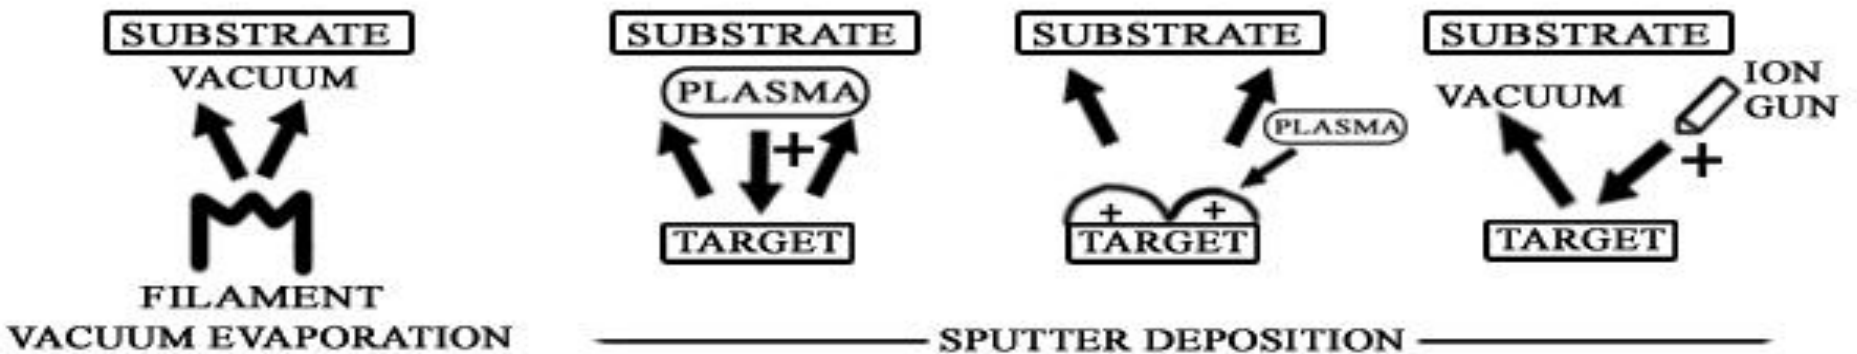 SUBSTRATE
VACUUM
FILAMENT
VACUUM EVAPORATION
SUBSTRATE
PLASMA
+
TARGET
SUBSTRATE
PLASMA
+ +
TARGET
SUBSTRATE
VACUUM
ION
GUN
+
TARGET
SPUTTER DEPOSITION